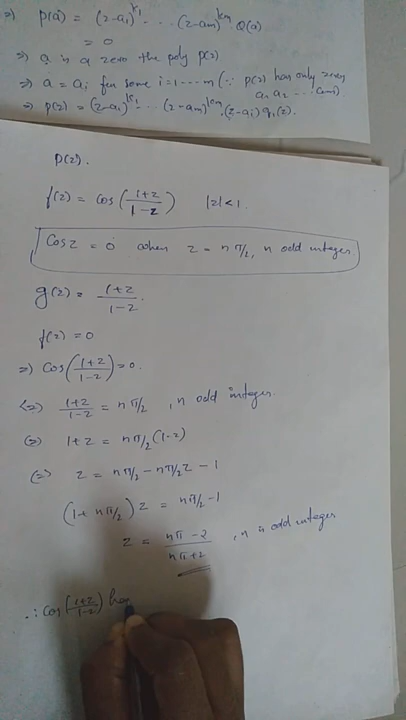 ⇒ p(a) = (z-a₁)^k₁ ---- (z-am)^km Q(a)
= 0
⇒ a is a zero the poly p(z)
⇒ a = ai for some i=1----m (∵ p(z) has only zeros
a₁ a₂ ---- am)
⇒ p(z) = (z-a₁)^k₁ --- (z-am)^km. (z-ai) q₁(z).
p(z).
f(z) = cos((1+z)/(1-z)) |z|<1.
Cos z = 0 when z = nπ/2, n odd integer.
g(z) = (1+z)/(1-z).
f(z) = 0
⇒ Cos((1+z)/(1-z)) = 0.
⇔ (1+z)/(1-z) = nπ/2, n odd integer.
⇔ 1+z = nπ/2(1-z)
⇔ z = nπ/2 - nπ/2z - 1
(1+nπ/2)z = nπ/2 - 1
z = (nπ-2)/(nπ+2), n is odd integer
∴ Cos((1+z)/(1-z)) has